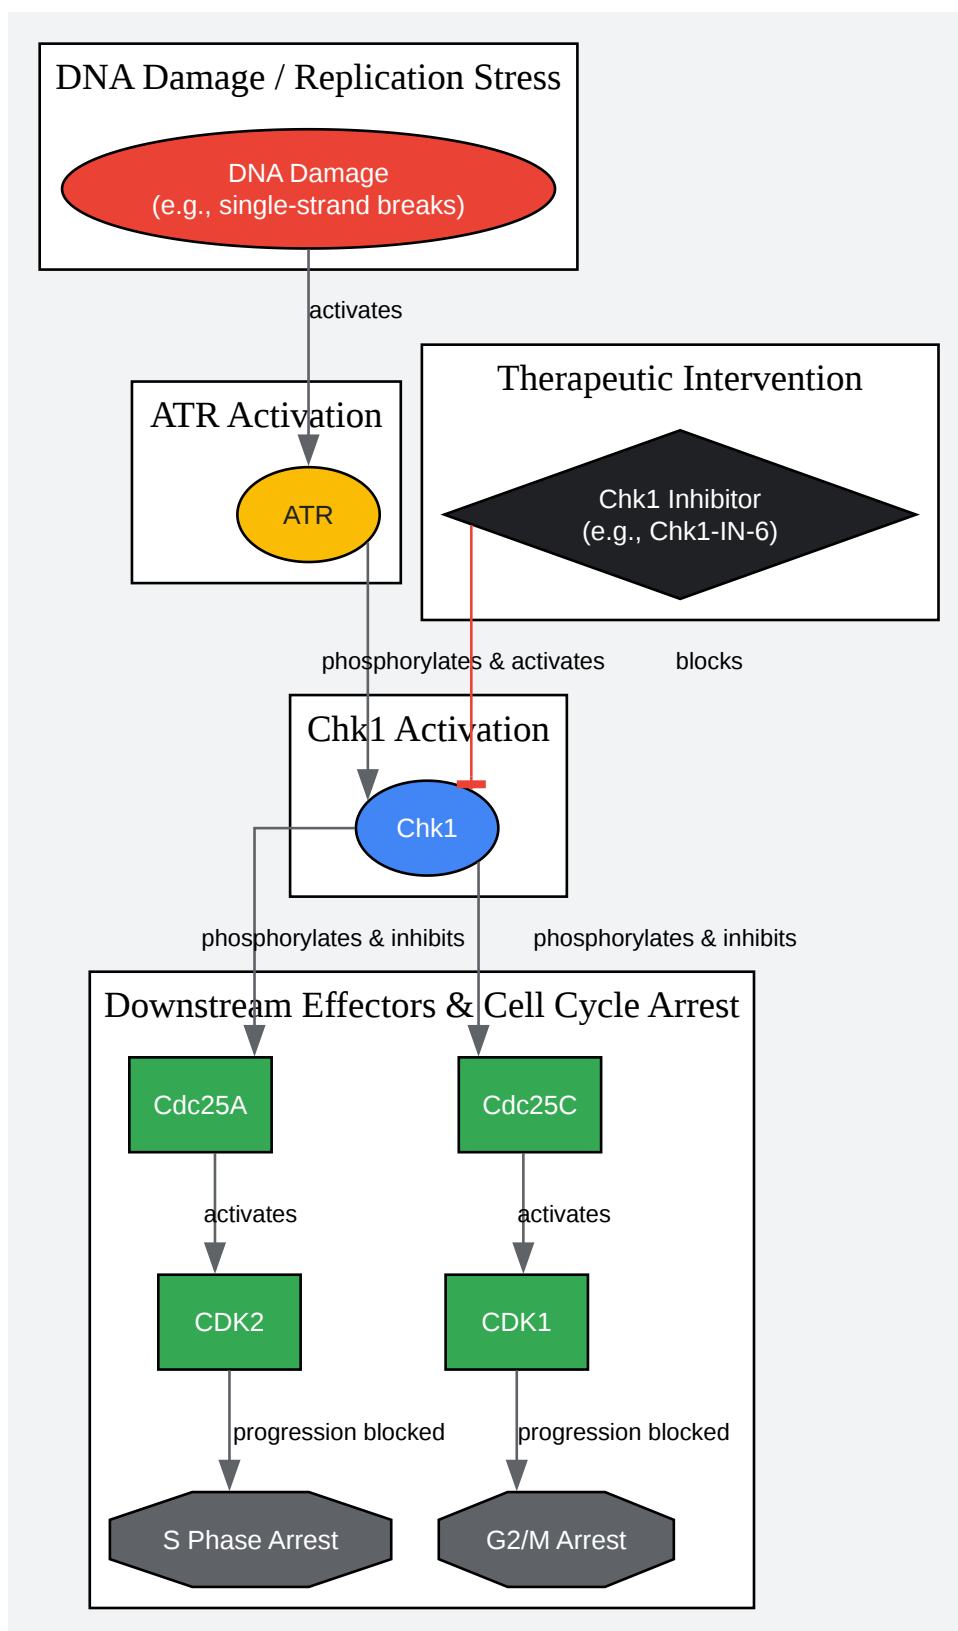 DNA Damage / Replication Stress
DNA Damage
(e.g., single-strand breaks)
activates
ATR Activation
ATR
Therapeutic Intervention
Chk1 Inhibitor
(e.g., Chk1-IN-6)
phosphorylates & activates
blocks
Chk1 Activation
Chk1
phosphorylates & inhibits
phosphorylates & inhibits
Downstream Effectors & Cell Cycle Arrest
Cdc25A
Cdc25C
activates
activates
CDK2
CDK1
progression blocked
progression blocked
S Phase Arrest
G2/M Arrest